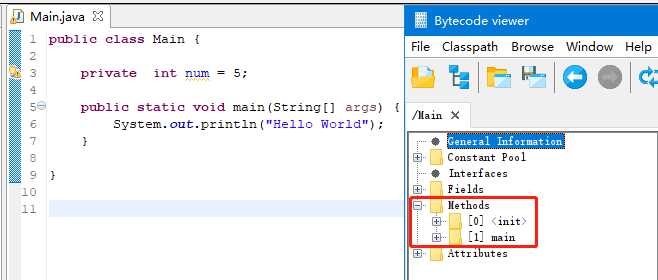 Main.java
1 public class Main {
2
3 private  int num = 5;
4
5 public static void main(String[] args) {
6 System.out.println("Hello World");
7 }
8
9 }
10
11
Bytecode viewer
File Classpath Browse Window Help
/Main
General Information
Constant Pool
Interfaces
Fields
Methods
[0] <init>
[1] main
Attributes